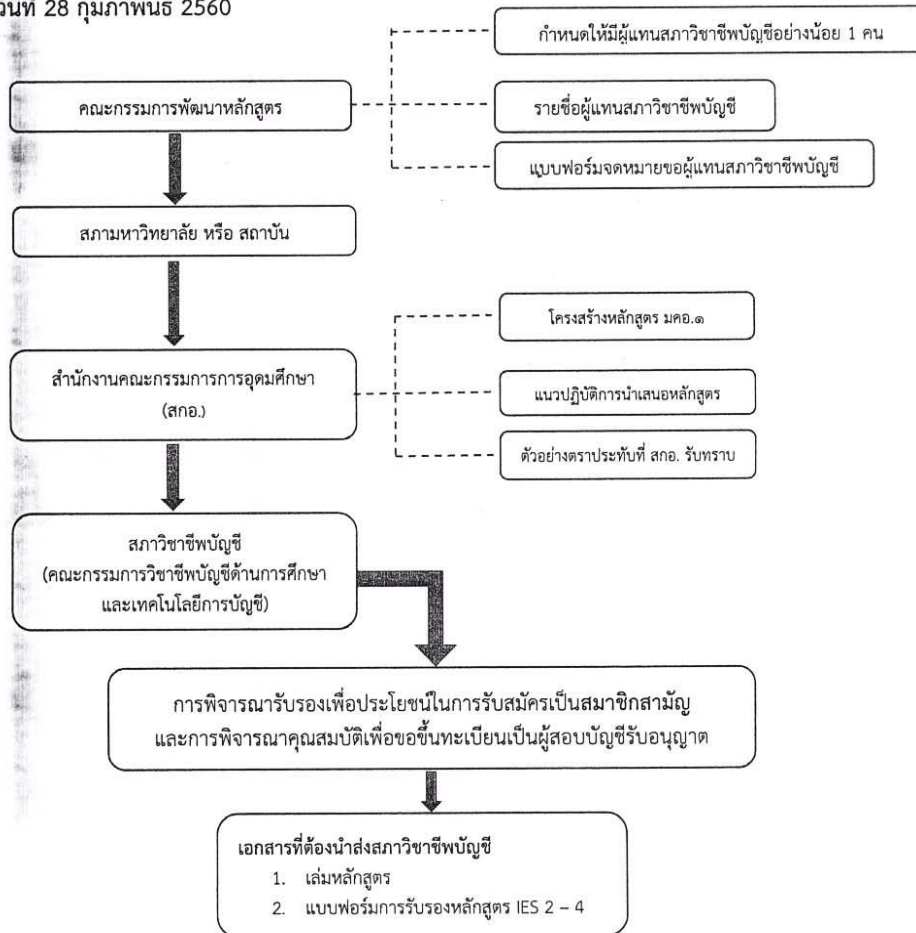 28 กุมภาพันธ์ 2560
กำหนดให้มีผู้แทนสภาวิชาชีพบัญชีอย่างน้อย 1 คน
คณะกรรมการพัฒนาหลักสูตร
รายชื่อผู้แทนสภาวิชาชีพบัญชี
แบบฟอร์มจดหมายขอผู้แทนสภาวิชาชีพบัญชี
สภามหาวิทยาลัย หรือ สถาบัน
โครงสร้างหลักสูตร มคอ.๑
สำนักงานคณะกรรมการการอุดมศึกษา
(สกอ.)
แนวปฏิบัติการนำเสนอหลักสูตร
ตัวอย่างตราประทับที่ สกอ. รับทราบ
สภาวิชาชีพบัญชี
(คณะกรรมการวิชาชีพบัญชีด้านการศึกษา
และเทคโนโลยีการบัญชี)
การพิจารณารับรองเพื่อประโยชน์ในการรับสมัครเป็นสมาชิกสามัญ
และการพิจารณาคุณสมบัติเพื่อขอขึ้นทะเบียนเป็นผู้สอบบัญชีรับอนุญาต
เอกสารที่ต้องนำส่งสภาวิชาชีพบัญชี
1. เล่มหลักสูตร
2. แบบฟอร์มการรับรองหลักสูตร IES 2 – 4